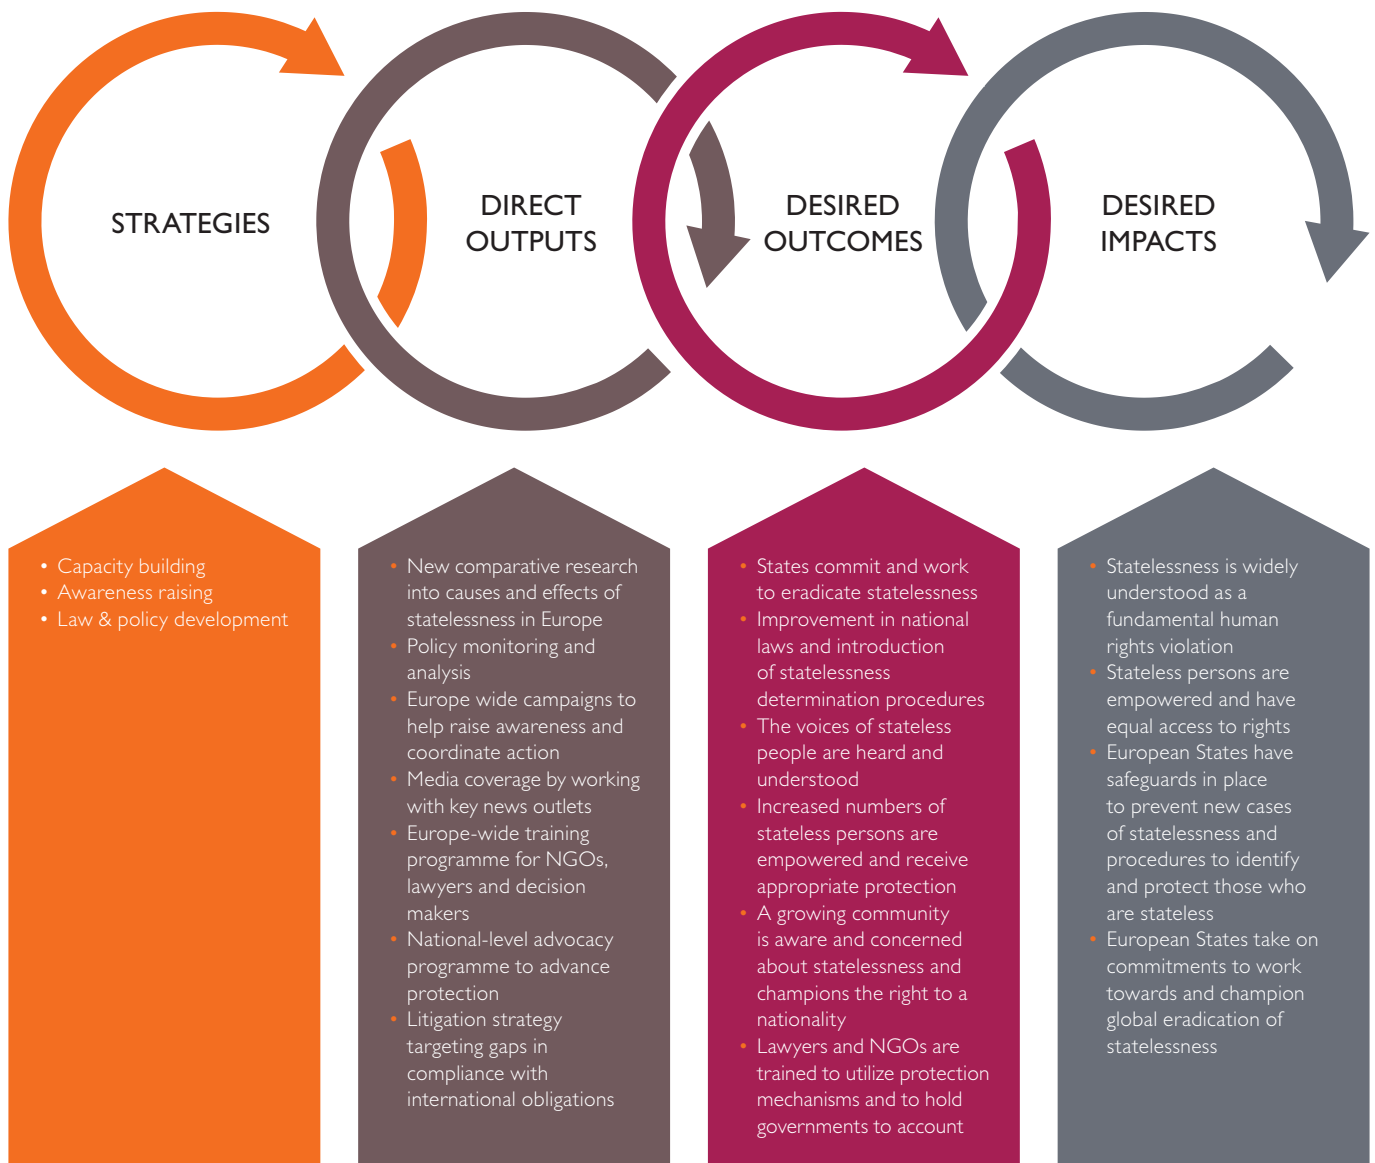 STRATEGIES
DIRECT
OUTPUTS
DESIRED
OUTCOMES
DESIRED
IMPACTS
• Capacity building
• Awareness raising
• Law & policy development
• New comparative research
into causes and effects of
statelessness in Europe
• Policy monitoring and
analysis
• Europe wide campaigns to
help raise awareness and
coordinate action
• Media coverage by working
with key news outlets
• Europe-wide training
programme for NGOs,
lawyers and decision
makers
• National-level advocacy
programme to advance
protection
• Litigation strategy
targeting gaps in
compliance with
international obligations
• States commit and work
to eradicate statelessness
• Improvement in national
laws and introduction
of statelessness
determination procedures
• The voices of stateless
people are heard and
understood
• Increased numbers of
stateless persons are
empowered and receive
appropriate protection
• A growing community
is aware and concerned
about statelessness and
champions the right to a
nationality
• Lawyers and NGOs are
trained to utilize protection
mechanisms and to hold
governments to account
• Statelessness is widely
understood as a
fundamental human
rights violation
• Stateless persons are
empowered and have
equal access to rights
• European States have
safeguards in place
to prevent new cases
of statelessness and
procedures to identify
and protect those who
are stateless
• European States take on
commitments to work
towards and champion
global eradication of
statelessness